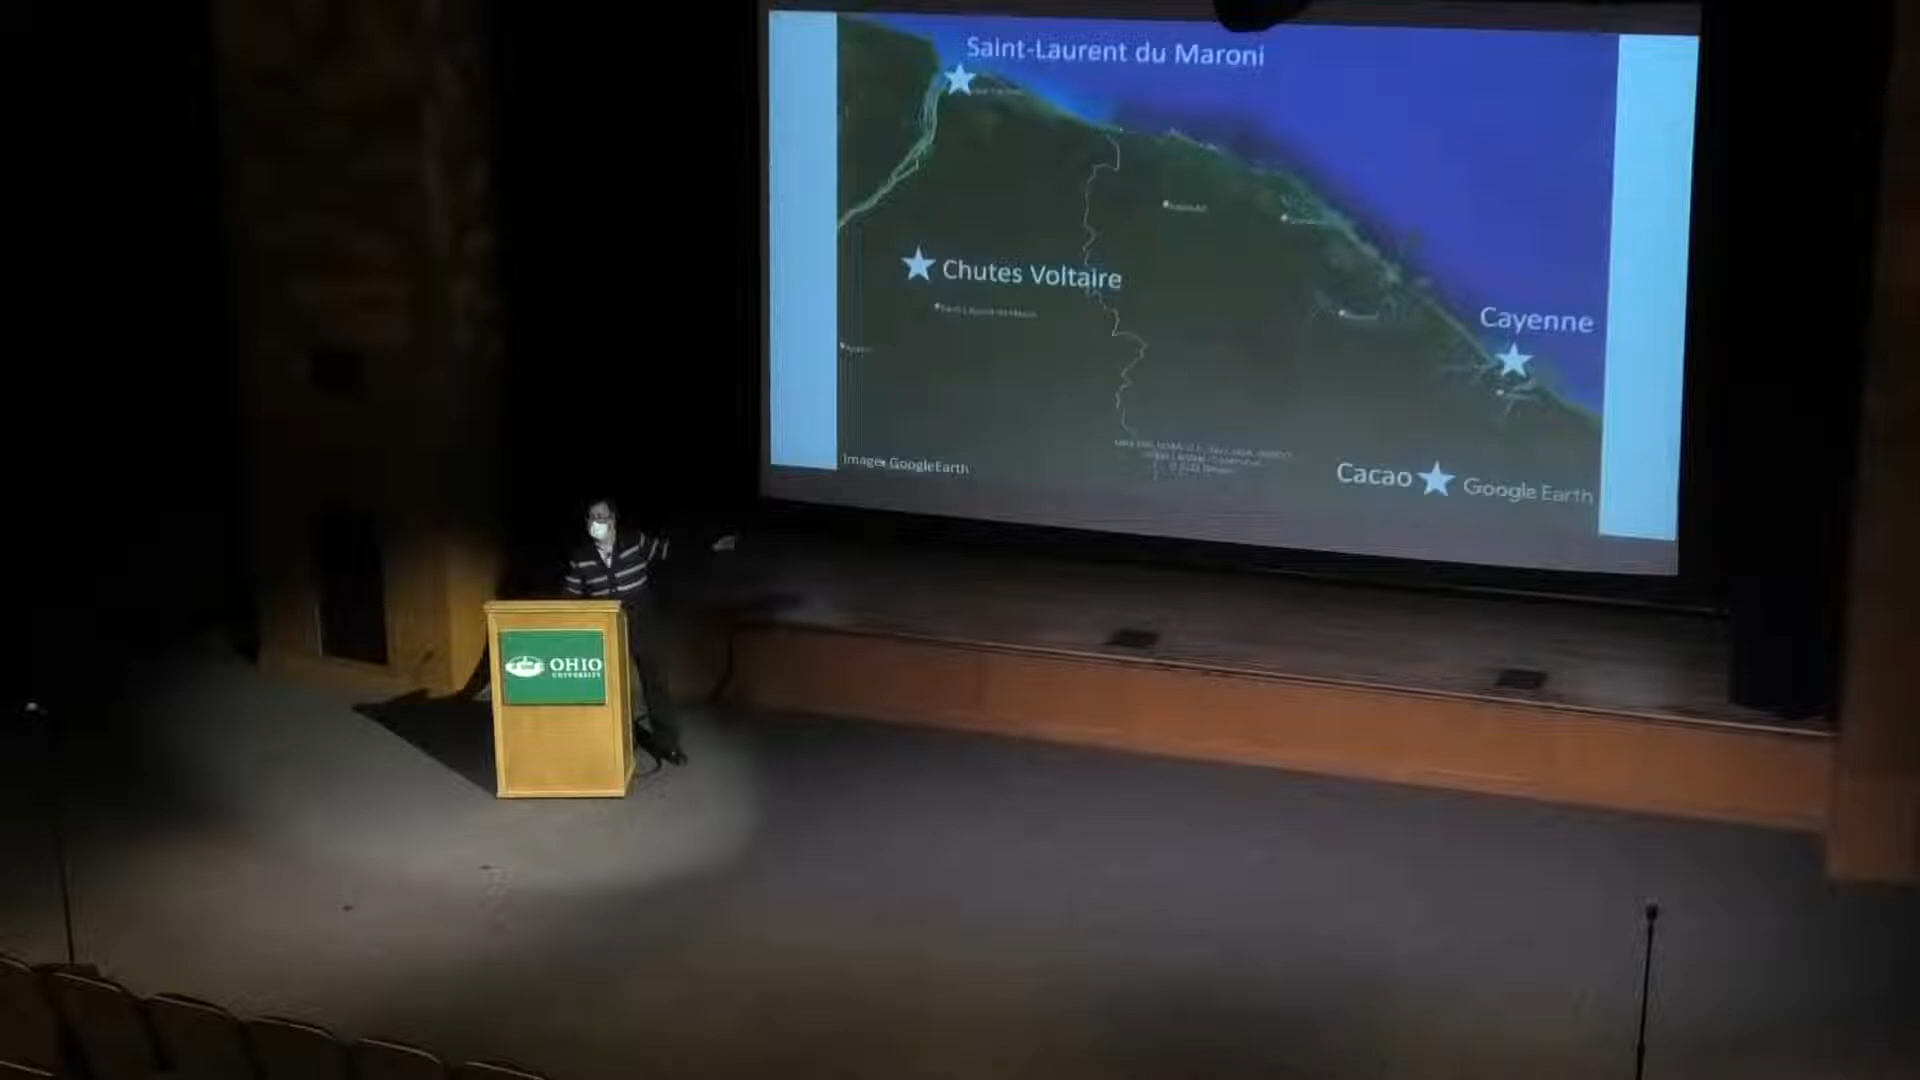 Saint-Laurent du Maroni
Chutes Voltaire
Cayenne
Image: GoogleEarth
Cacao
Google Earth
OHIO
UNIVERSITY